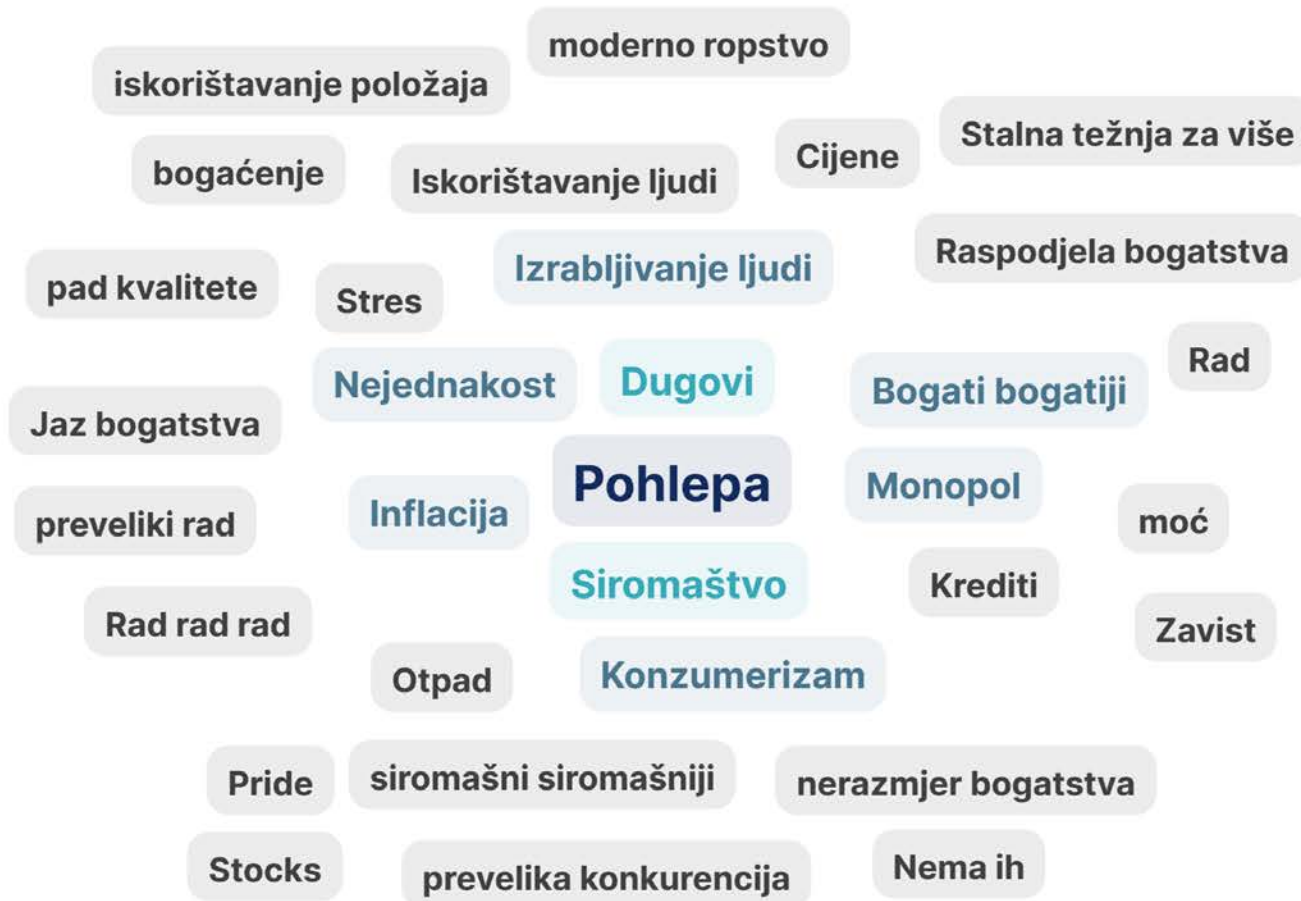 moderno ropstvo
iskorištavanje položaja
Stalna težnja za više
Cijene
bogaćenje
Iskorištavanje ljudi
Raspodjela bogatstva
Izrabljivanje ljudi
pad kvalitete
Stres
Rad
Nejednakost
Dugovi
Bogati bogatiji
Jaz bogatstva
Pohlepa
Monopol
Inflacija
preveliki rad
moć
Siromaštvo
Krediti
Rad rad rad
Zavist
Otpad
Konzumerizam
Pride
siromašni siromašniji
nerazmjer bogatstva
Stocks
prevelika konkurencija
Nema ih